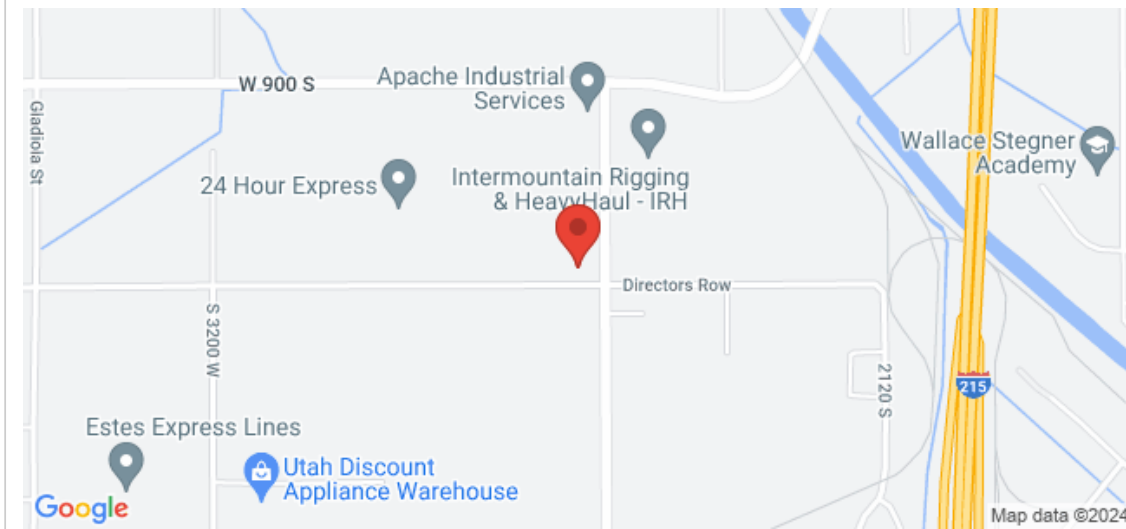 W 900 S
Apache Industrial
Services
Gladiola St
24 Hour Express
Intermountain Rigging
& HeavyHaul - IRH
Wallace Stegner
Academy
Directors Row
S 3200 W
2120 S
215
Estes Express Lines
Utah Discount
Appliance Warehouse
Google
Map data ©2024